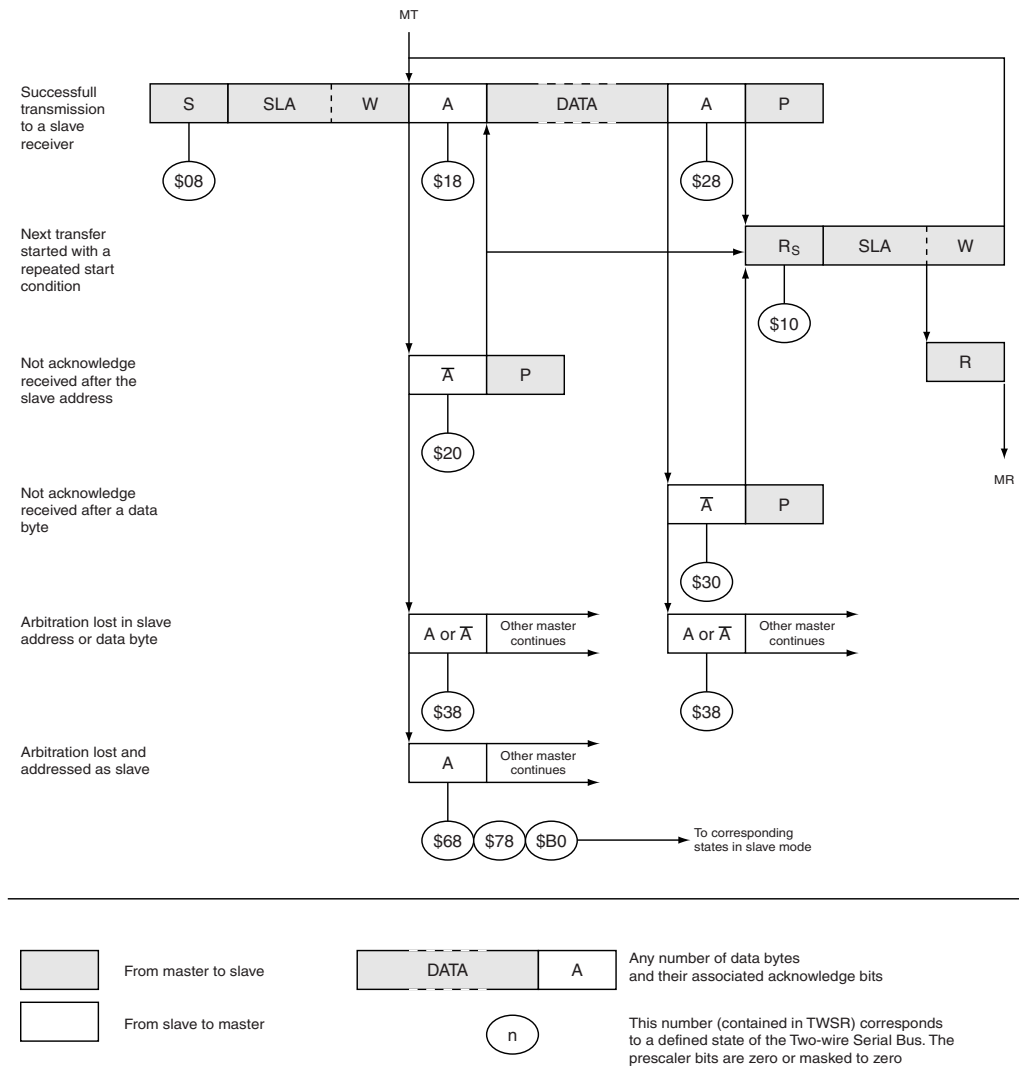 MT
Successfull
transmission
to a slave
receiver
S SLA W A DATA A P
$08 $18 $28
Next transfer
started with a
repeated start
condition
RS SLA W
$10
Not acknowledge
received after the
slave address
A̅ P
R
$20
MR
Not acknowledge
received after a data
byte
A̅ P
$30
Arbitration lost in slave
address or data byte
A or A̅ Other master
continues
A or A̅ Other master
continues
$38 $38
Arbitration lost and
addressed as slave
A Other master
continues
$68 $78 $B0
To corresponding
states in slave mode
From master to slave
DATA A
Any number of data bytes
and their associated acknowledge bits
From slave to master
n
This number (contained in TWSR) corresponds
to a defined state of the Two-wire Serial Bus. The
prescaler bits are zero or masked to zero